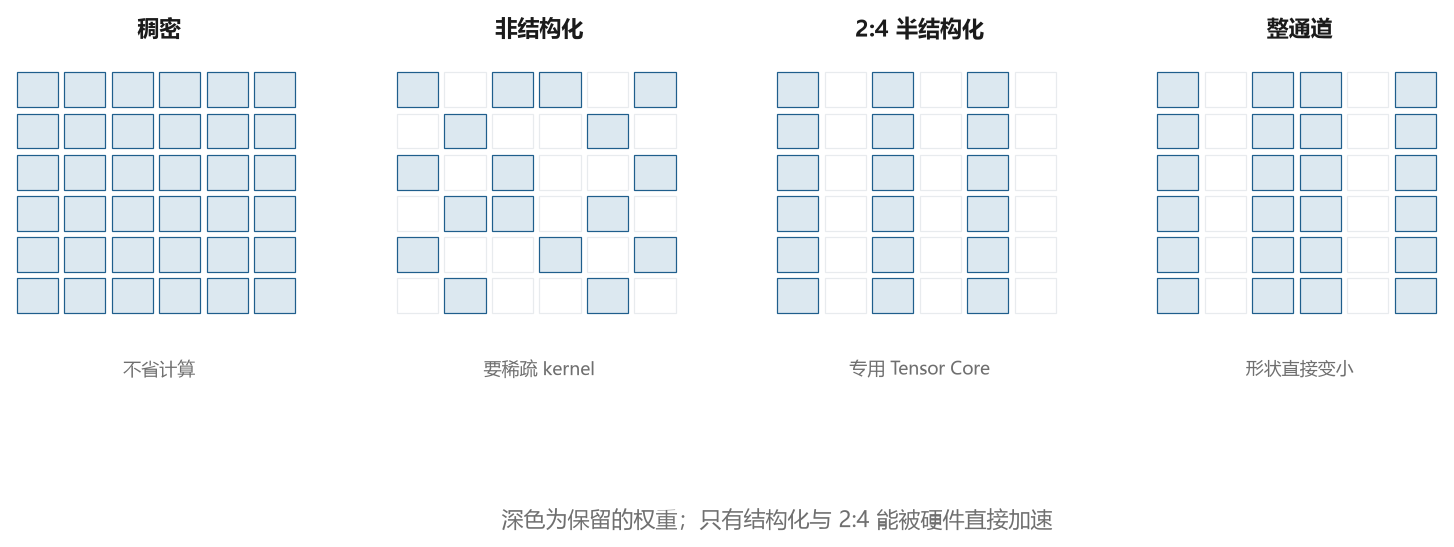 稠密
非结构化
2:4 半结构化
整通道
不省计算
要稀疏 kernel
专用 Tensor Core
形状直接变小
深色为保留的权重；只有结构化与 2:4 能被硬件直接加速